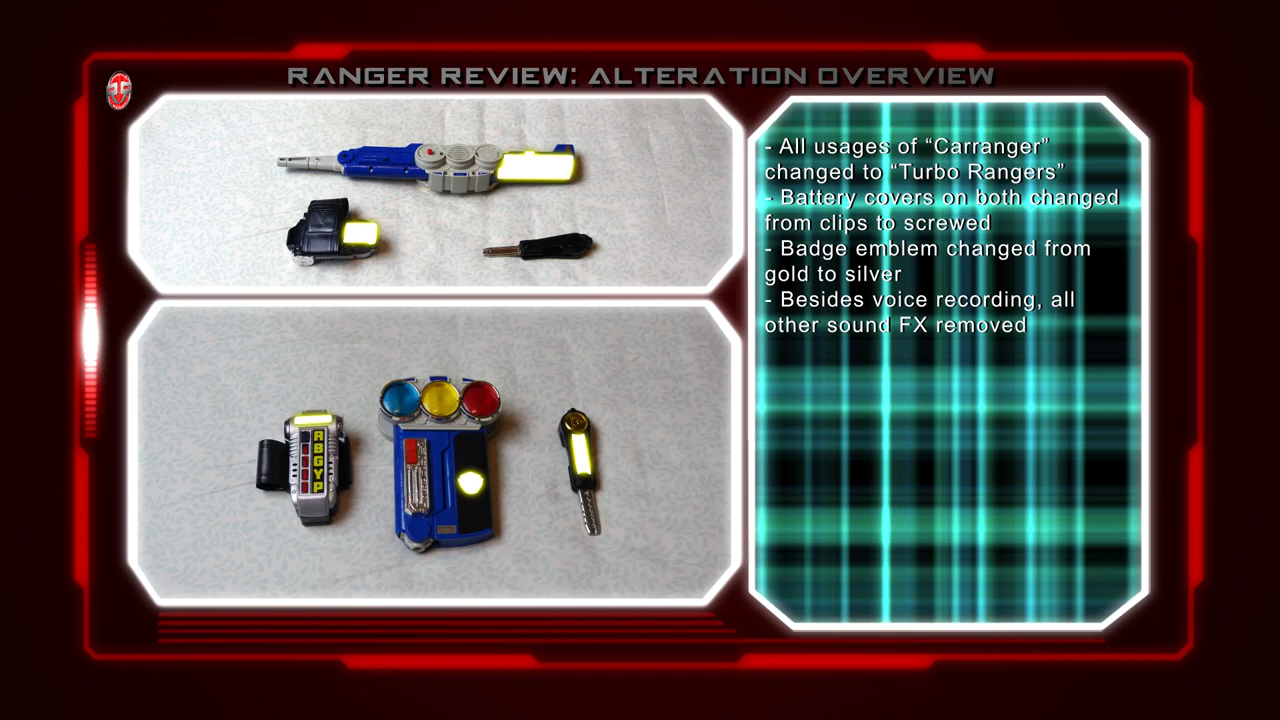 RANGER REVIEW: ALTERATION OVERVIEW
- All usages of “Carranger”
changed to “Turbo Rangers”
- Battery covers on both changed
from clips to screwed
- Badge emblem changed from
gold to silver
- Besides voice recording, all
other sound FX removed
R
B
G
Y
P